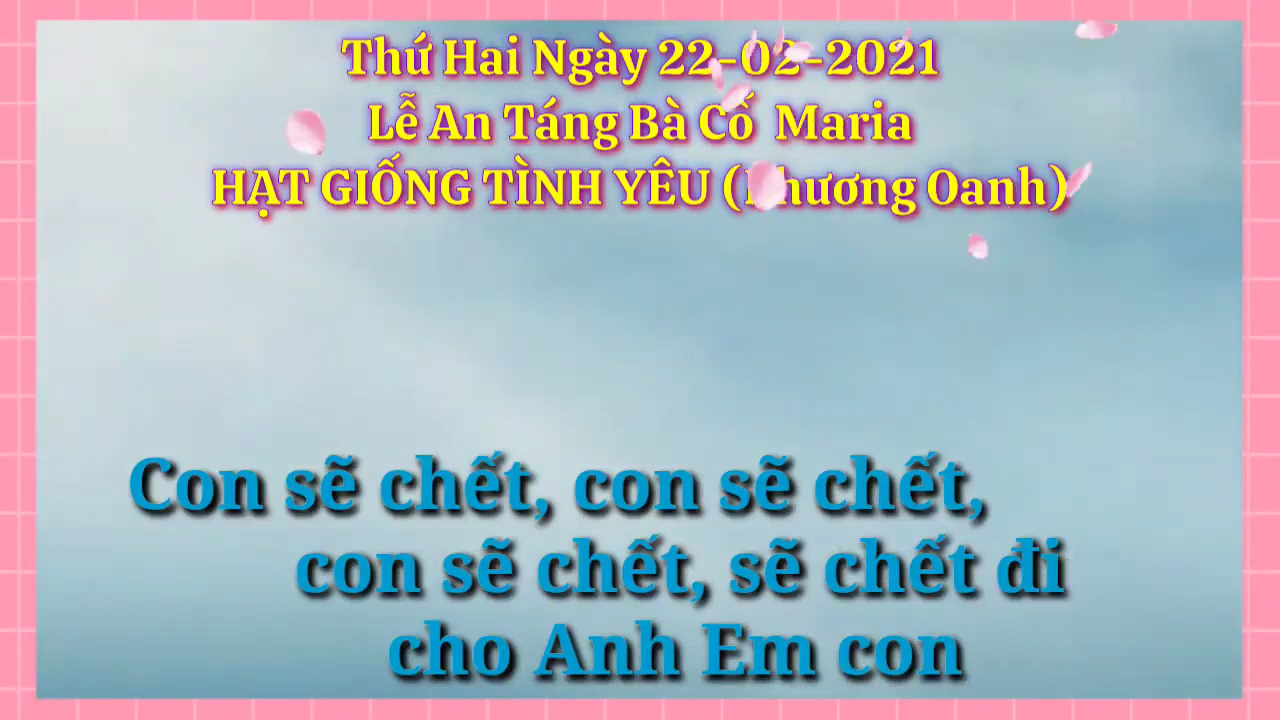 Thứ Hai Ngày 22-02-2021
Lễ An Táng Bà Cố Maria
HẠT GIỐNG TÌNH YÊU (Phương Oanh)
Con sẽ chết, con sẽ chết,
con sẽ chết, sẽ chết đi
cho Anh Em con